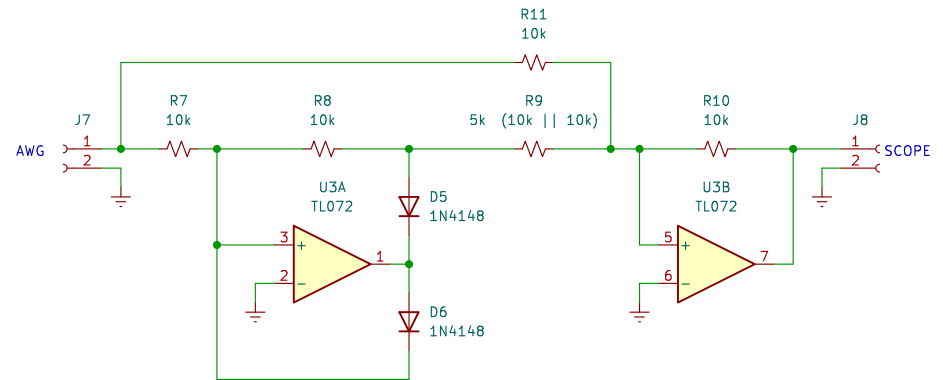 R11
10k
R7
10k
R8
10k
R9
5k (10k || 10k)
R10
10k
J7
J8
AWG
1
2
1
2
SCOPE
U3A
TL072
U3B
TL072
D5
1N4148
3
+
2
−
1
5
+
6
−
7
D6
1N4148